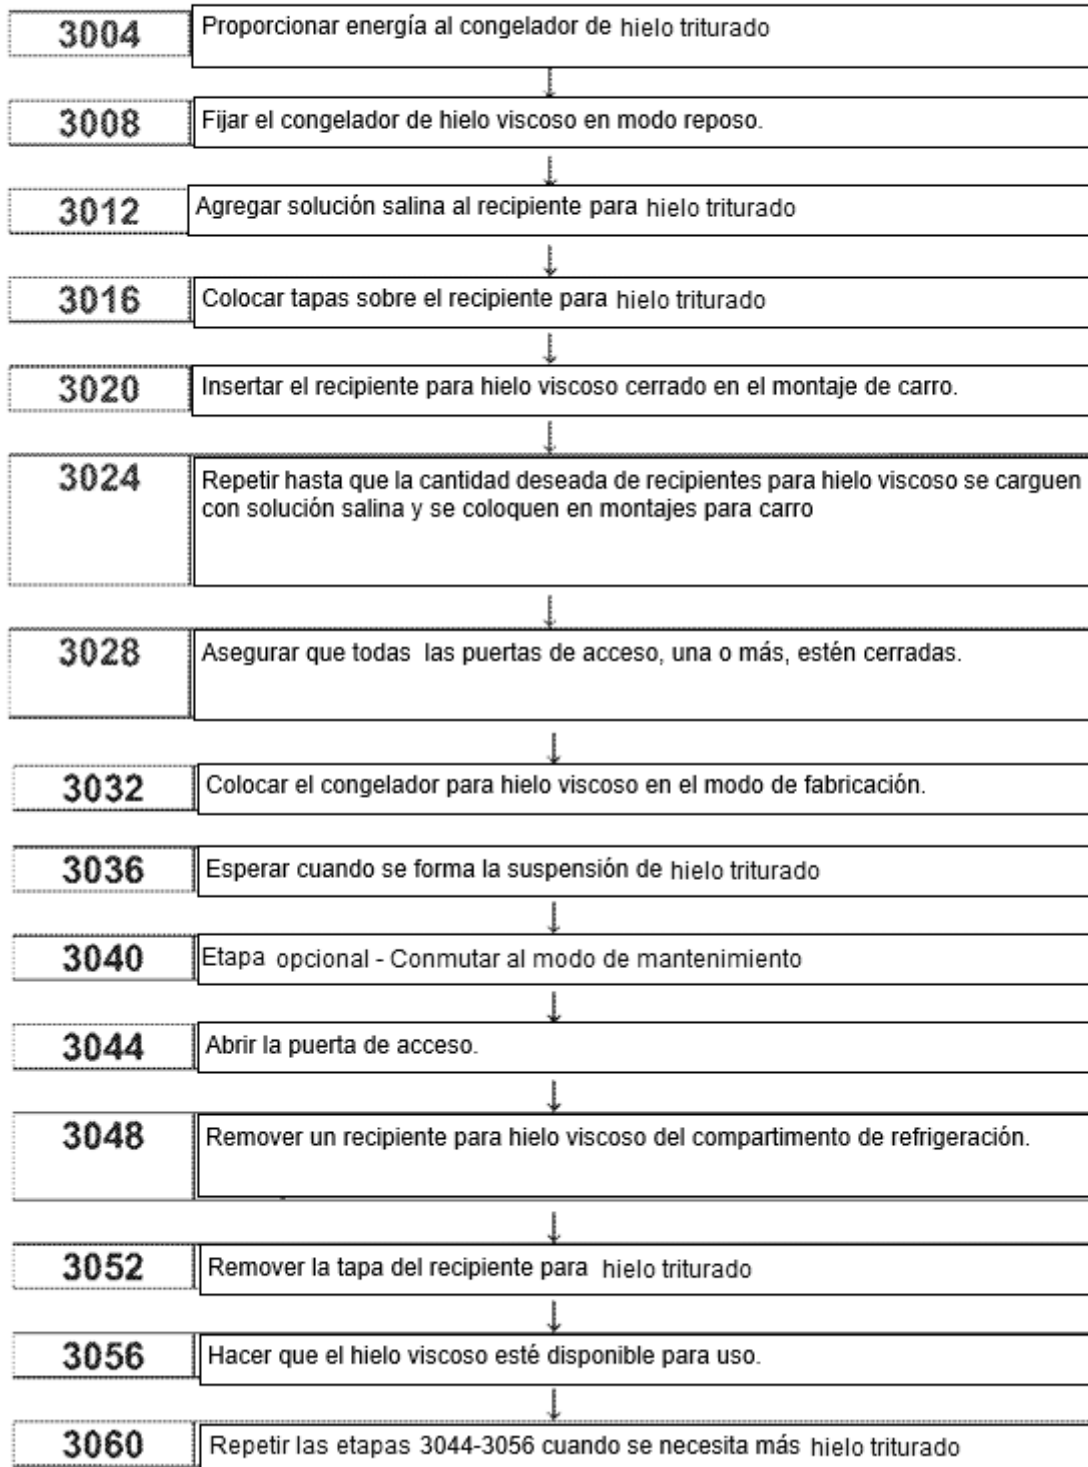 3004 Proporcionar energía al congelador de hielo triturado
3008 Fijar el congelador de hielo viscoso en modo reposo.
3012 Agregar solución salina al recipiente para hielo triturado
3016 Colocar tapas sobre el recipiente para hielo triturado
3020 Insertar el recipiente para hielo viscoso cerrado en el montaje de carro.
3024 Repetir hasta que la cantidad deseada de recipientes para hielo viscoso se carguen
con solución salina y se coloquen en montajes para carro
3028 Asegurar que todas las puertas de acceso, una o más, estén cerradas.
3032 Colocar el congelador para hielo viscoso en el modo de fabricación.
3036 Esperar cuando se forma la suspensión de hielo triturado
3040 Etapa opcional - Conmutar al modo de mantenimiento
3044 Abrir la puerta de acceso.
3048 Remover un recipiente para hielo viscoso del compartimento de refrigeración.
3052 Remover la tapa del recipiente para hielo triturado
3056 Hacer que el hielo viscoso esté disponible para uso.
3060 Repetir las etapas 3044-3056 cuando se necesita más hielo triturado